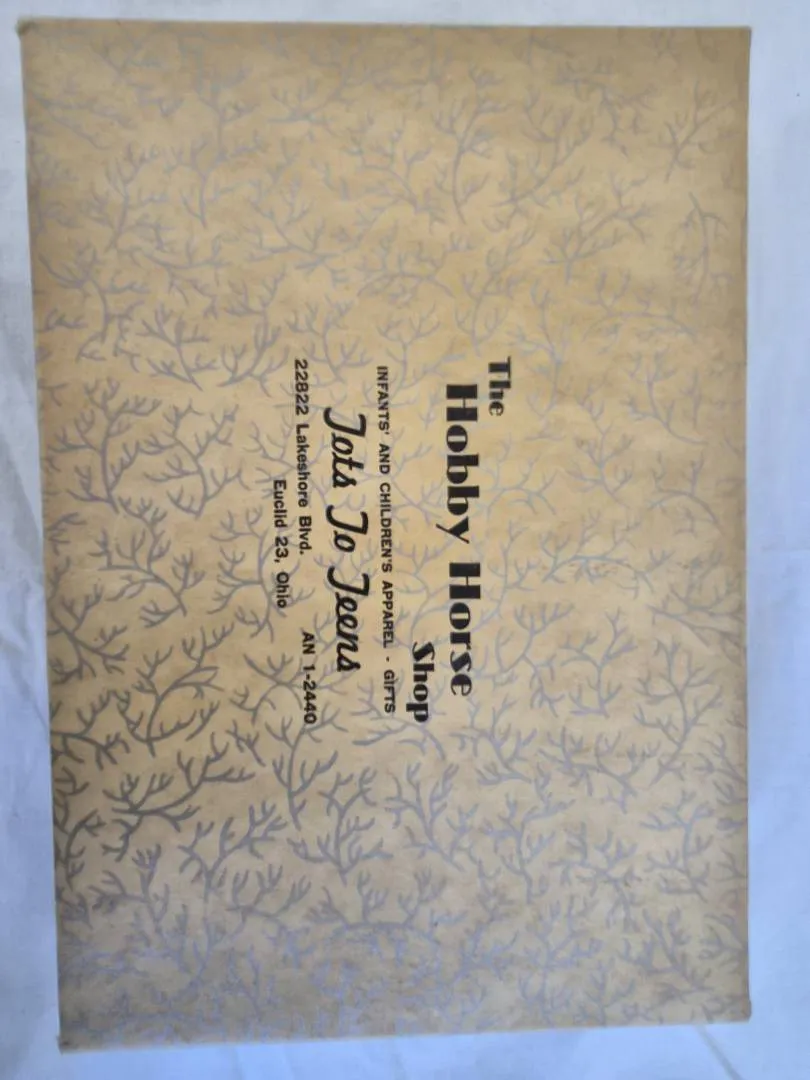 The
Hobby Horse
Shop
INFANTS' AND CHILDREN'S APPAREL - GIFTS
Tots To Teens
22822 Lakeshore Blvd. AN 1-2440
Euclid 23, Ohio